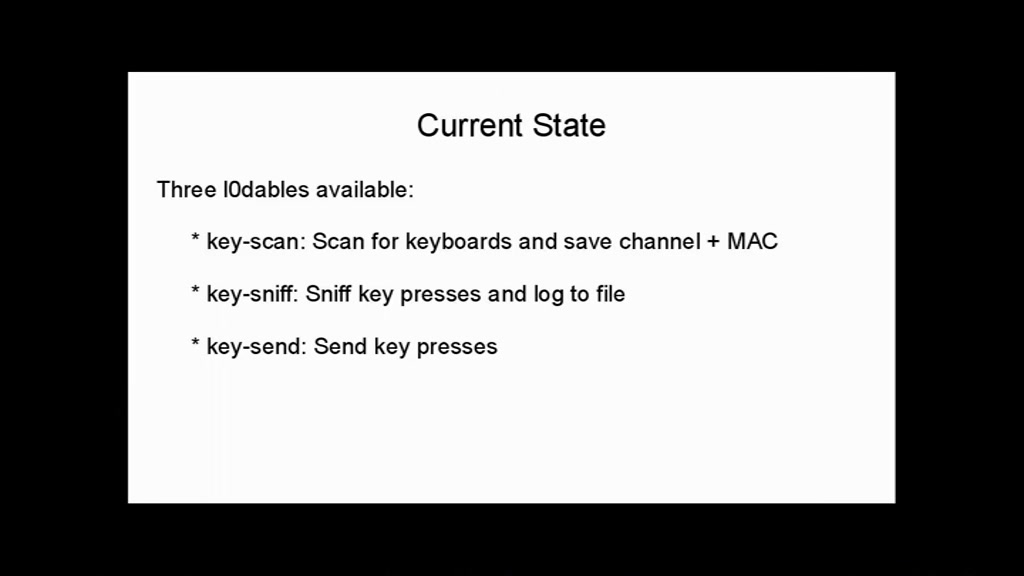 Current State
Three l0dables available:
* key-scan: Scan for keyboards and save channel + MAC
* key-sniff: Sniff key presses and log to file
* key-send: Send key presses